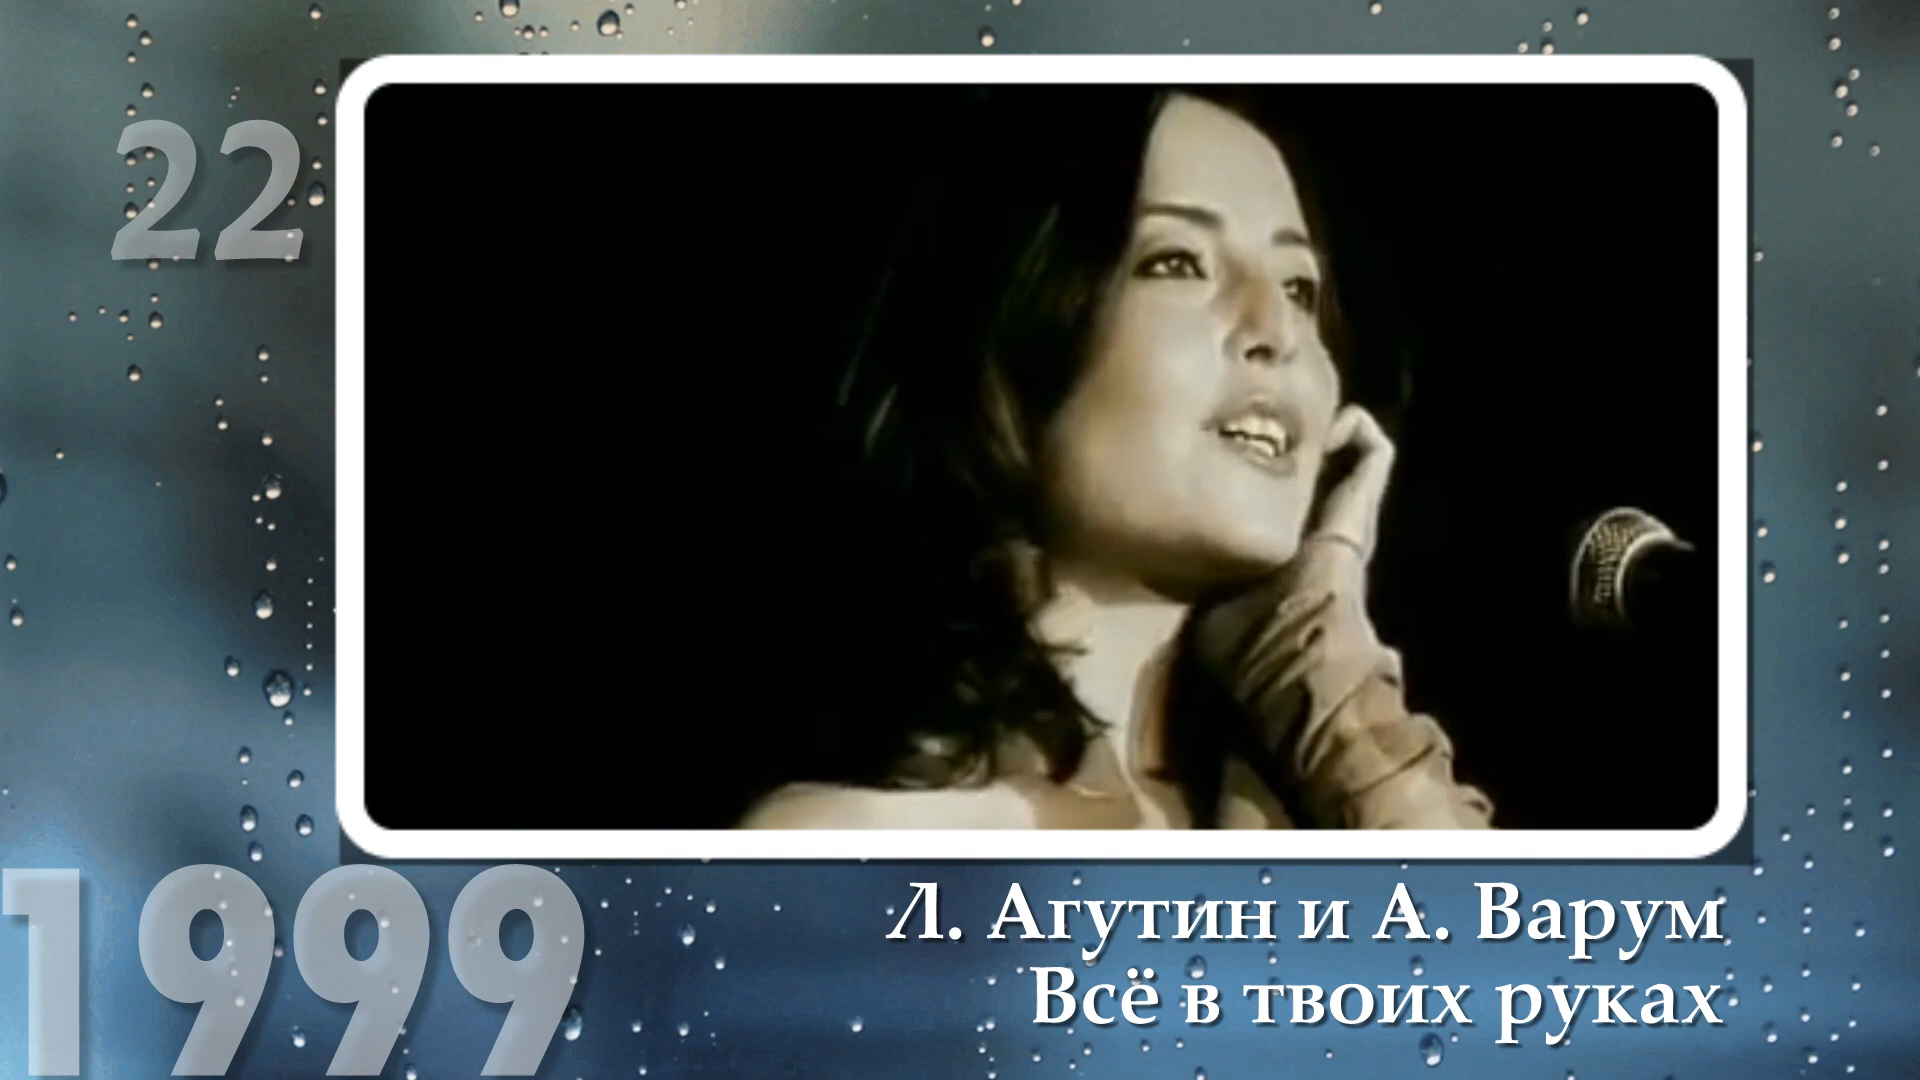 22
1999
Л. Агутин и А. Варум
Всё в твоих руках